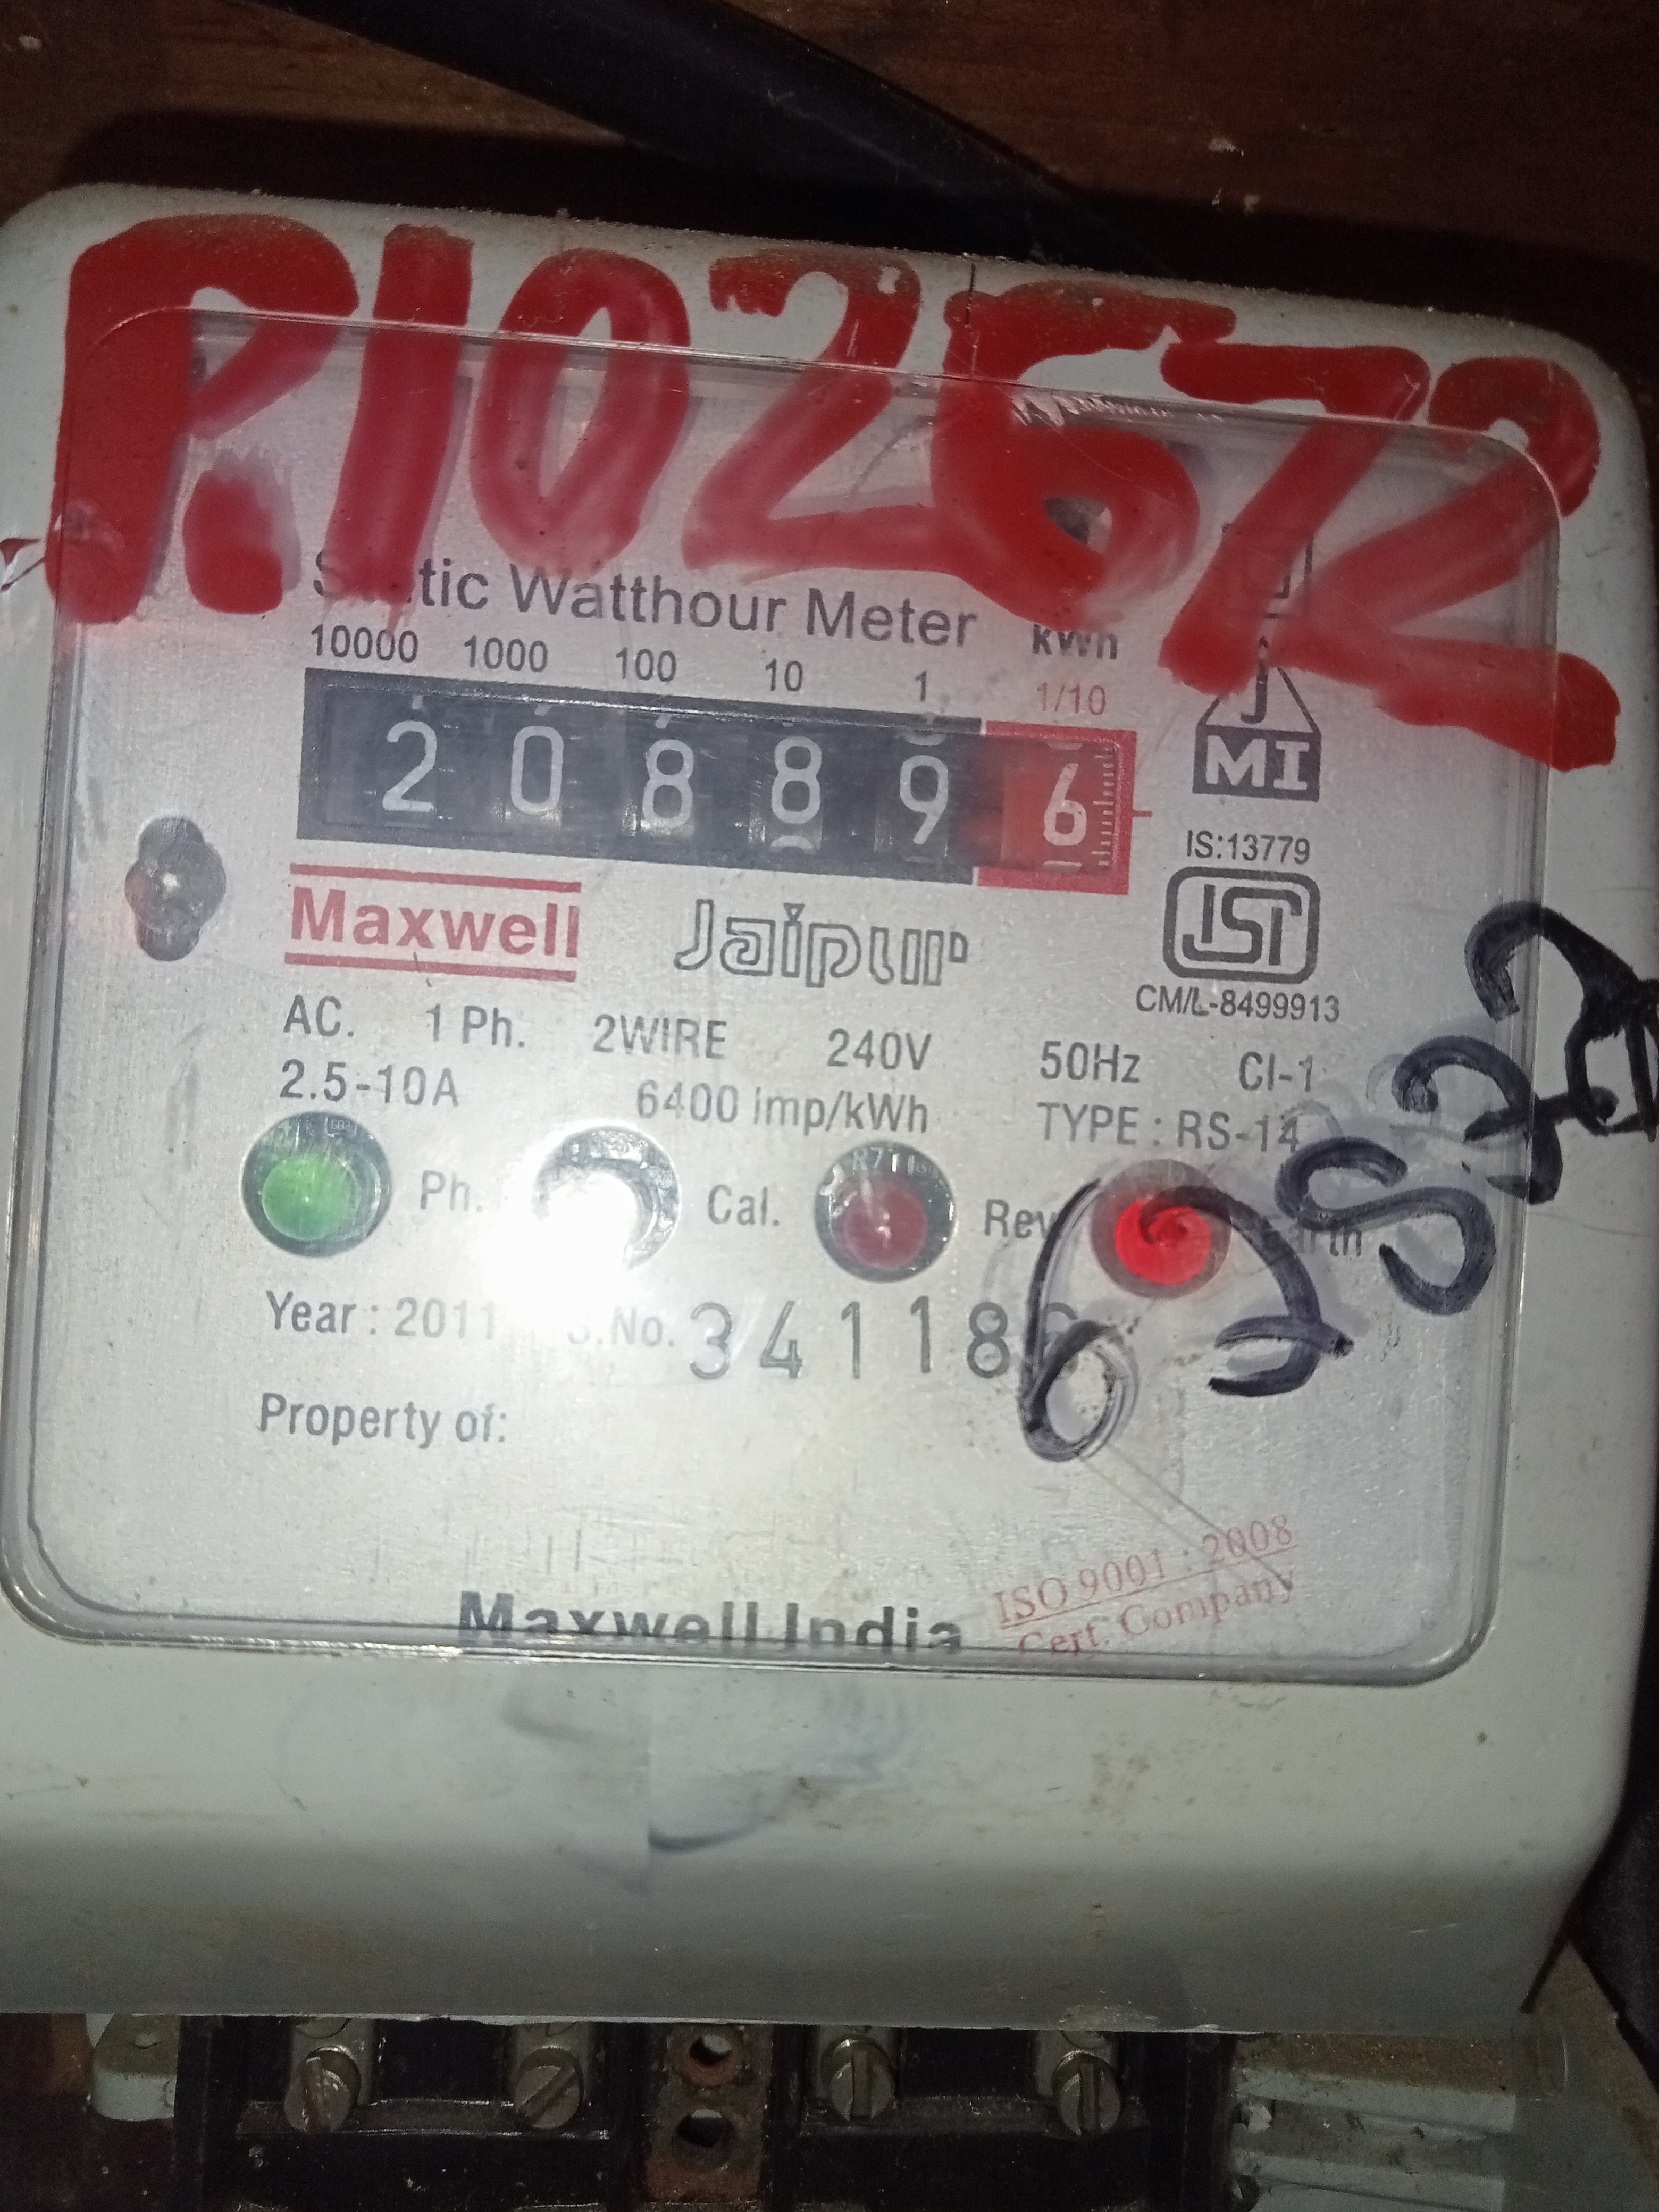 P.102672
Static Watthour Meter
kWh
10000 1000 100 10 1 1/10
2 0 8 8 9 6
MI
IS:13779
Maxwell Jaipur
ISI
CM/L-8499913
AC. 1 Ph. 2WIRE 240V 50Hz Cl-1
2.5-10A 6400 imp/kWh TYPE : RS-14
Ph. Cal. Rev Earth
Year : 2011 S.No. 341186
Property of:
ISO 9001 : 2008
Cert. Company
Maxwell India